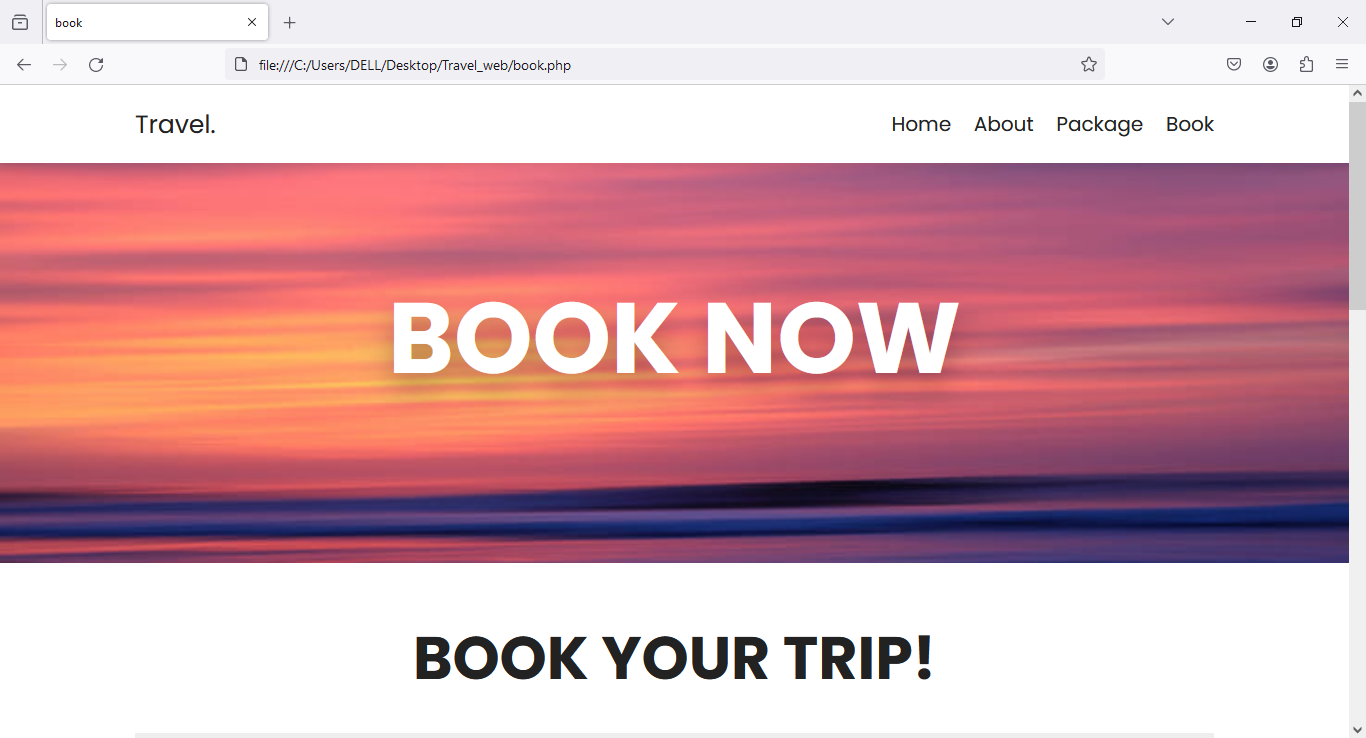 book
file:///C:/Users/DELL/Desktop/Travel_web/book.php
Travel.
Home About Package Book
BOOK NOW
BOOK YOUR TRIP!